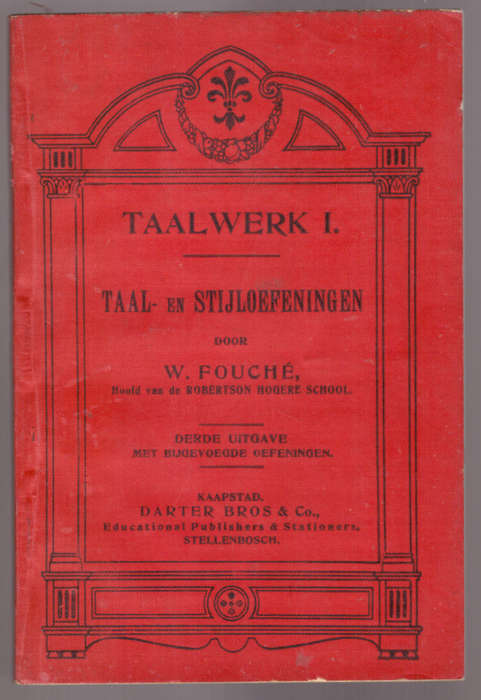 TAALWERK I.
TAAL- EN STIJLOEFENINGEN
DOOR
W. FOUCHÉ,
Hoofd van de ROBERTSON HOGERE SCHOOL.
DERDE UITGAVE
MET BIJGEVOEGDE OEFENINGEN.
KAAPSTAD.
DARTER BROS & Co.,
Educational Publishers & Stationers,
STELLENBOSCH.